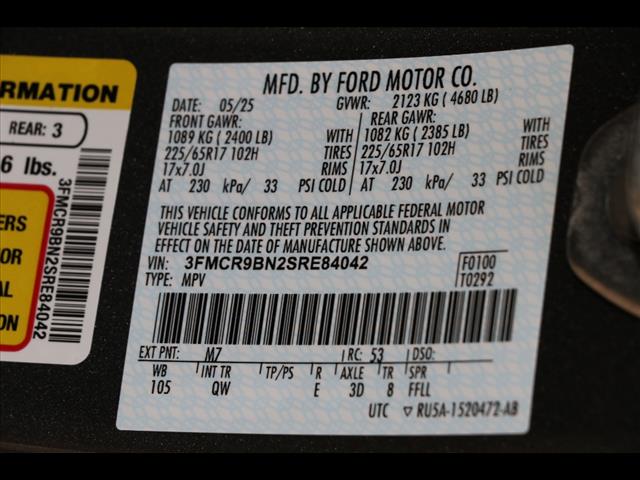 ORMATION
REAR: 3
6 lbs.
ERS
OR
AL
ON
3FMCR9BN2SRE84042
MFD. BY FORD MOTOR CO.
DATE: 05/25 GVWR: 2123 KG ( 4680 LB)
FRONT GAWR: REAR GAWR:
1089 KG ( 2400 LB) WITH 1082 KG ( 2385 LB) WITH
225/65R17 102H TIRES 225/65R17 102H TIRES
17x7.0J RIMS 17x7.0J RIMS
AT 230 kPa/ 33 PSI COLD AT 230 kPa/ 33 PSI COLD
THIS VEHICLE CONFORMS TO ALL APPLICABLE FEDERAL MOTOR
VEHICLE SAFETY AND THEFT PREVENTION STANDARDS IN
EFFECT ON THE DATE OF MANUFACTURE SHOWN ABOVE.
VIN: 3FMCR9BN2SRE84042 F0100
TYPE: MPV T0292
EXT PNT: M7 RC: 53 DSO:
WB INT TR TP/PS R AXLE TR SPR
105 QW E 3D 8 FFLL
UTC ▽ RU5A-1520472-AB